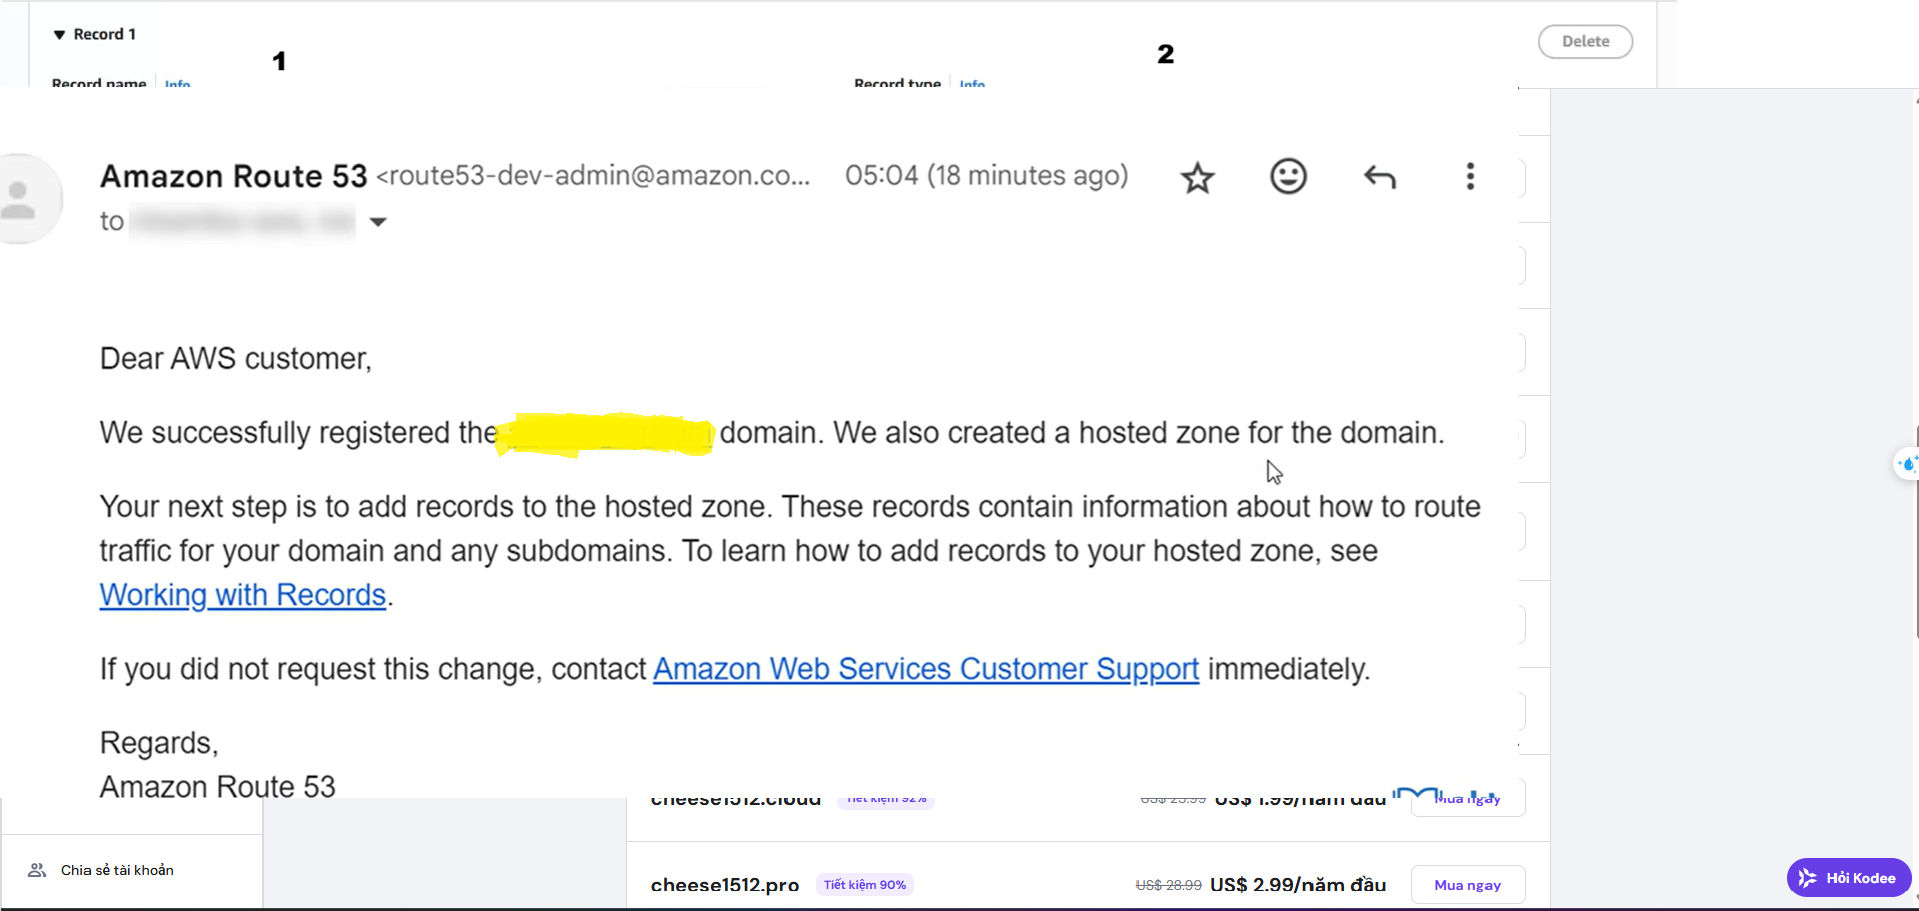 Record 1
1
2
Delete
Record name Info
Record type Info
Amazon Route 53 <route53-dev-admin@amazon.co... 05:04 (18 minutes ago)
to
Dear AWS customer,
We successfully registered the domain. We also created a hosted zone for the domain.
Your next step is to add records to the hosted zone. These records contain information about how to route
traffic for your domain and any subdomains. To learn how to add records to your hosted zone, see
Working with Records.
If you did not request this change, contact Amazon Web Services Customer Support immediately.
Regards,
Amazon Route 53
cheese1512.cloud Tiết kiệm 92% US$ 25.99 US$ 1.99/năm đầu Mua ngay
Chia sẻ tài khoản
cheese1512.pro Tiết kiệm 90% US$ 28.99 US$ 2.99/năm đầu Mua ngay
Hỏi Kodee